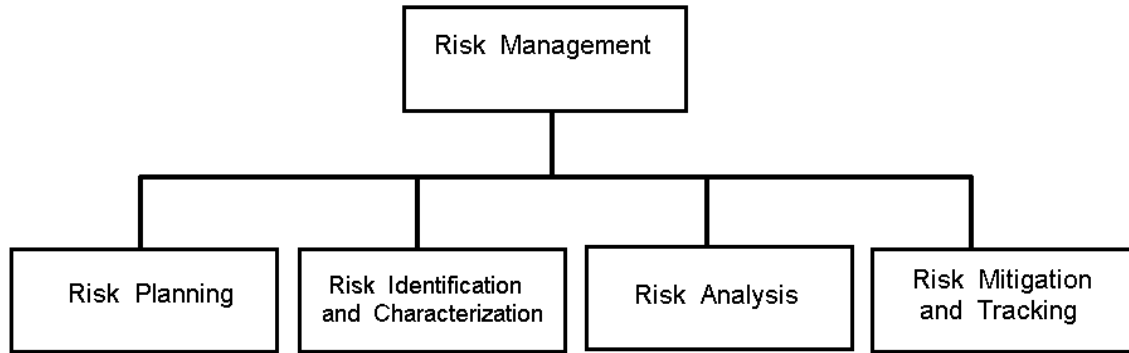 Risk Management
Risk Planning
Risk Identification
and Characterization
Risk Analysis
Risk Mitigation
and Tracking